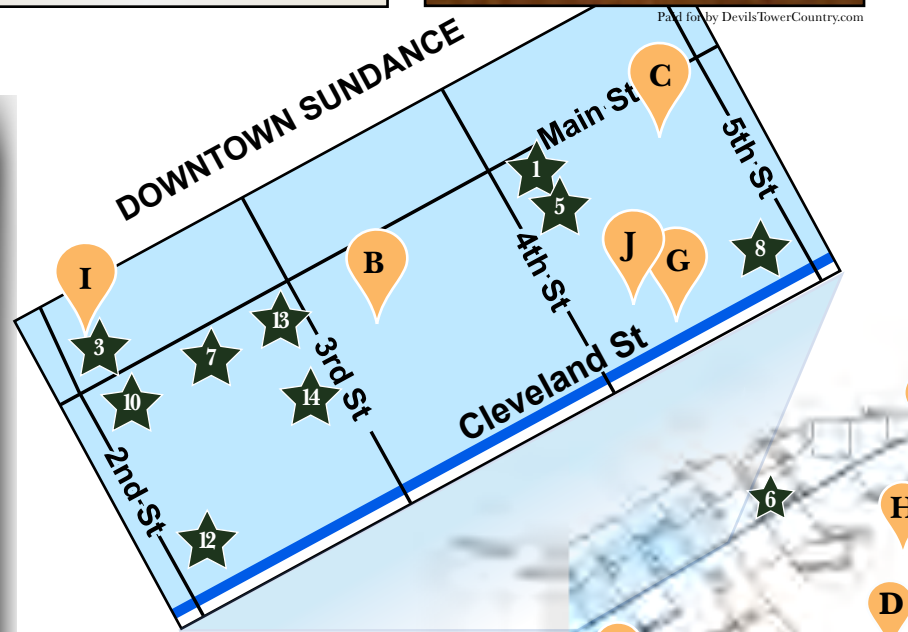 Paid for by DevilsTowerCountry.com
DOWNTOWN SUNDANCE
C
Main St
5th St
1
5
J
G
8
4th St
B
I
3
13
7
10
3rd St
14
Cleveland St
2nd St
12
6
H
D